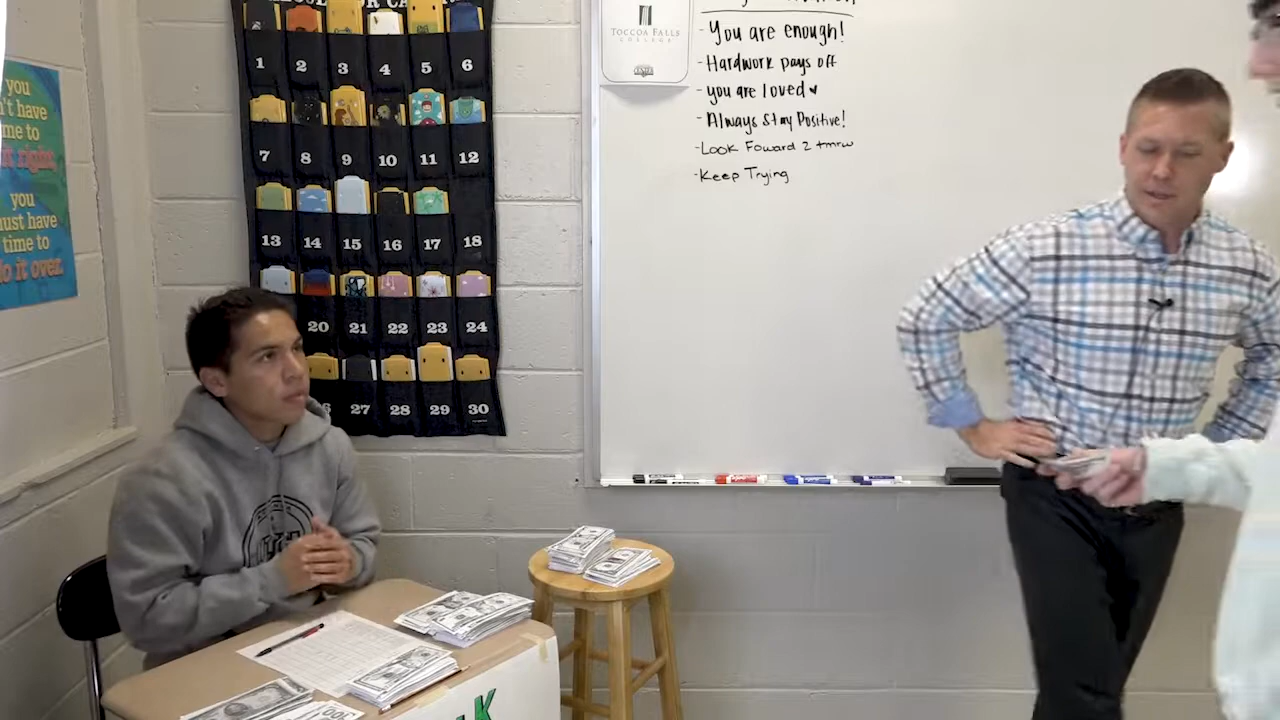 you
n't have
me to
right,
you
must have
time to
do it over.
1 2 3 4 5 6
7 8 9 10 11 12
13 14 15 16 17 18
20 21 22 23 24
27 28 29 30
TOCCOA FALLS
COLLEGE
-You are enough!
-Hardwork pays off
-you are loved ♥
-Always Stay Positive!
-Look Foward 2 tmrw
-Keep Trying
100
LK